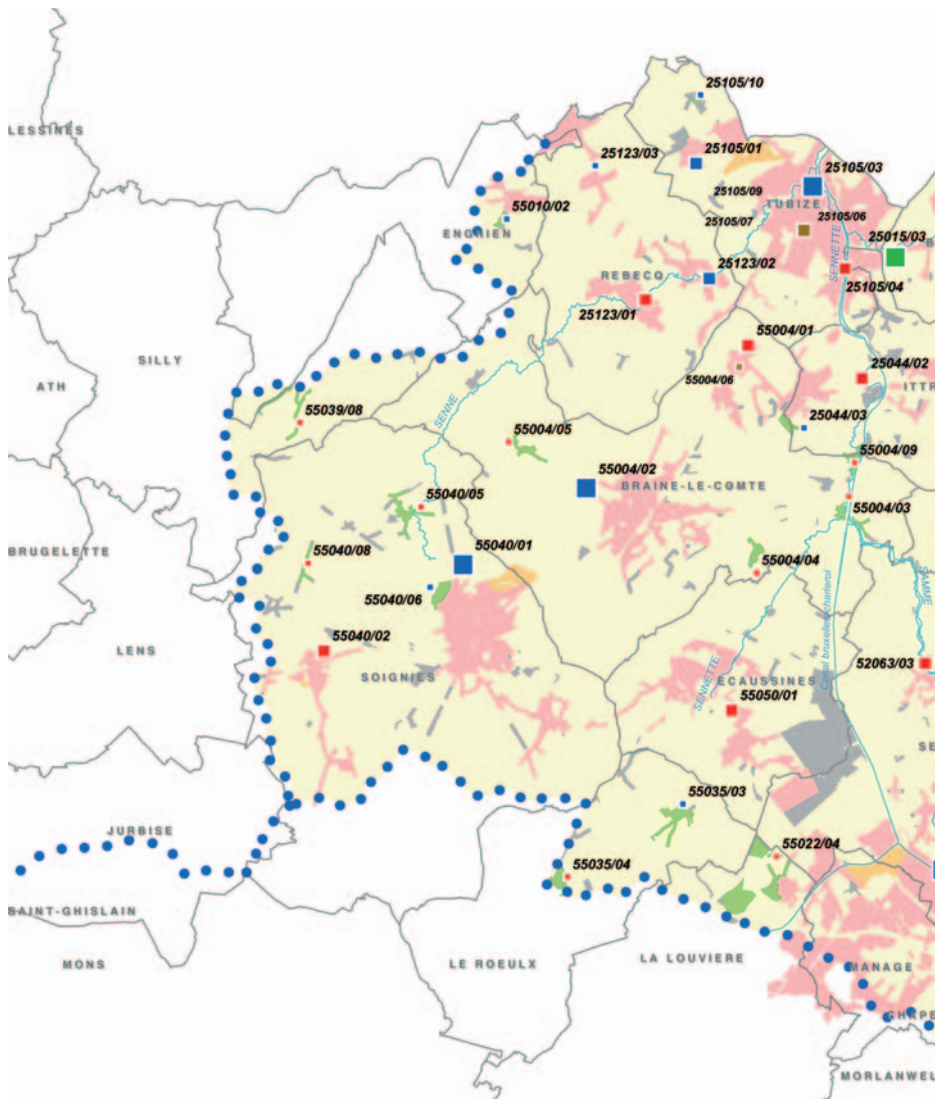 25105/10
LESSINES
25123/03
25105/01
25105/03
25105/09
55010/02
TUBIZE
25105/07
25105/06
ENGHIEN
SENNETTE
25015/03
25123/02
REBECQ
25105/04
25123/01
55004/01
SILLY
ATH
55004/06
25044/02
ITTR
55039/08
SENNE
55004/05
25044/03
55004/09
55004/02
BRAINE-LE-COMTE
55040/05
55004/03
BRUGELETTE
55040/08
55040/01
55004/04
55040/06
SAMME
Canal bruxelles-charleroi
55040/02
LENS
SOIGNIES
52063/03
SENNETTE
ECAUSSINES
55050/01
SE
55035/03
JURBISE
55022/04
55035/04
SAINT-GHISLAIN
MONS
LE ROEULX
LA LOUVIERE
MANAGE
CHAPE
MORLANWEL